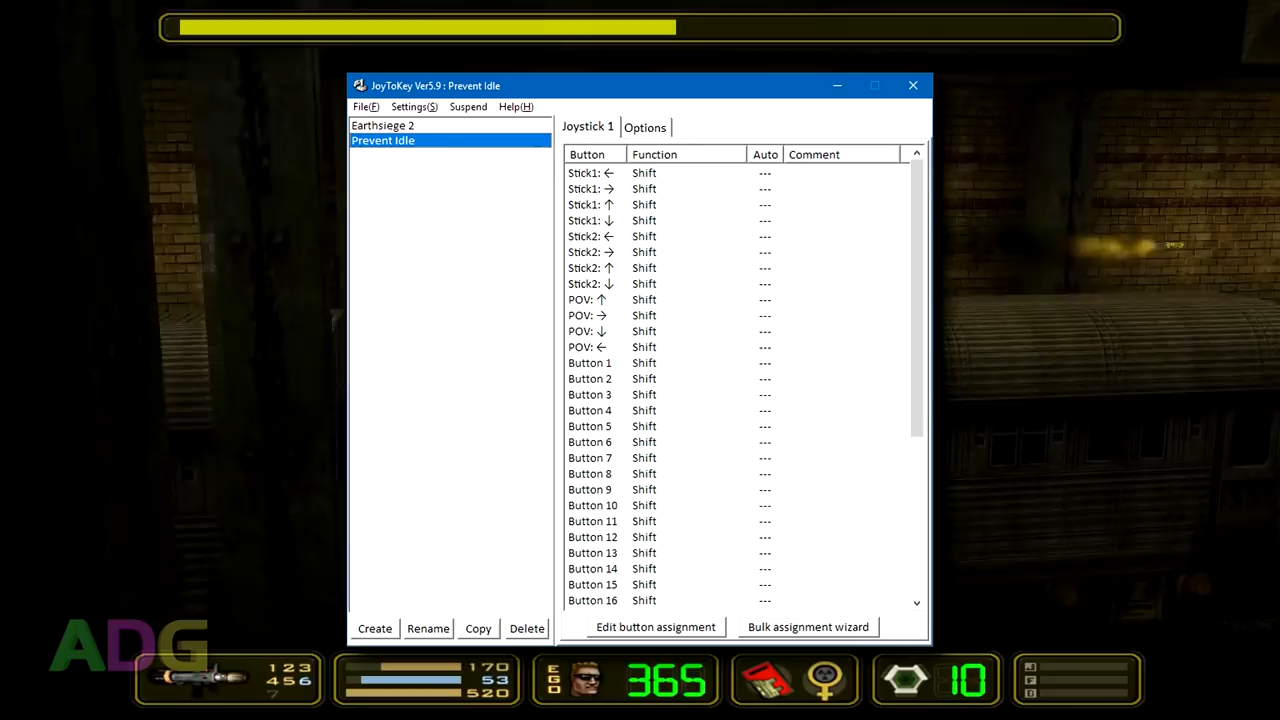 JoyToKey Ver5.9 : Prevent Idle
File(F) Settings(S) Suspend Help(H)
Earthsiege 2
Prevent Idle
Joystick 1 Options
Button Function Auto Comment
Stick1: ← Shift ---
Stick1: → Shift ---
Stick1: ↑ Shift ---
Stick1: ↓ Shift ---
Stick2: ← Shift ---
Stick2: → Shift ---
Stick2: ↑ Shift ---
Stick2: ↓ Shift ---
POV: ↑ Shift ---
POV: → Shift ---
POV: ↓ Shift ---
POV: ← Shift ---
Button 1 Shift ---
Button 2 Shift ---
Button 3 Shift ---
Button 4 Shift ---
Button 5 Shift ---
Button 6 Shift ---
Button 7 Shift ---
Button 8 Shift ---
Button 9 Shift ---
Button 10 Shift ---
Button 11 Shift ---
Button 12 Shift ---
Button 13 Shift ---
Button 14 Shift ---
Button 15 Shift ---
Button 16 Shift ---
Create Rename Copy Delete
Edit button assignment Bulk assignment wizard
ADG
123
456
7
170
53
520
EGO
365
10
J
F